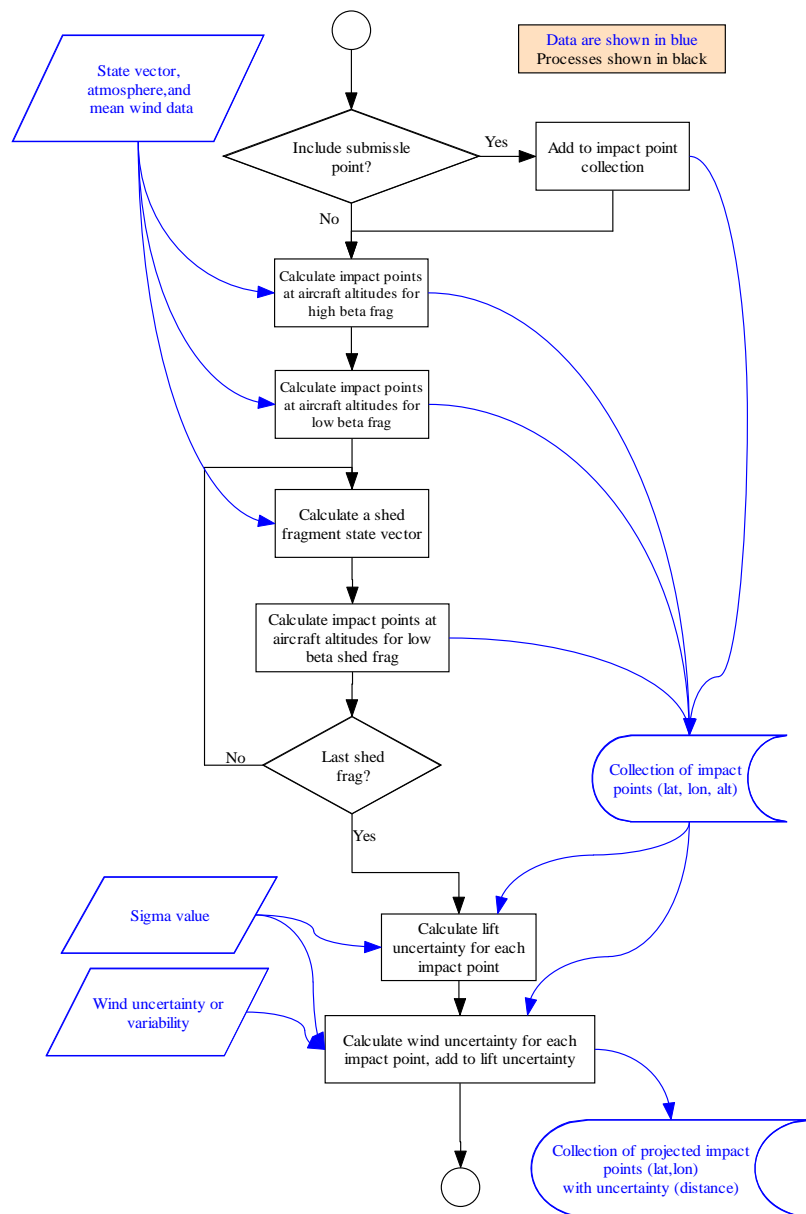 Data are shown in blue
Processes shown in black
State vector,
atmosphere,and
mean wind data
Include submissle
point?
Yes
Add to impact point
collection
No
Calculate impact points
at aircraft altitudes for
high beta frag
Calculate impact points
at aircraft altitudes for
low beta frag
Calculate a shed
fragment state vector
Calculate impact points at
aircraft altitudes for low
beta shed frag
No
Last shed
frag?
Collection of impact
points (lat, lon, alt)
Yes
Sigma value
Calculate lift
uncertainty for each
impact point
Wind uncertainty or
variability
Calculate wind uncertainty for each
impact point, add to lift uncertainty
Collection of projected impact
points (lat,lon)
with uncertainty (distance)